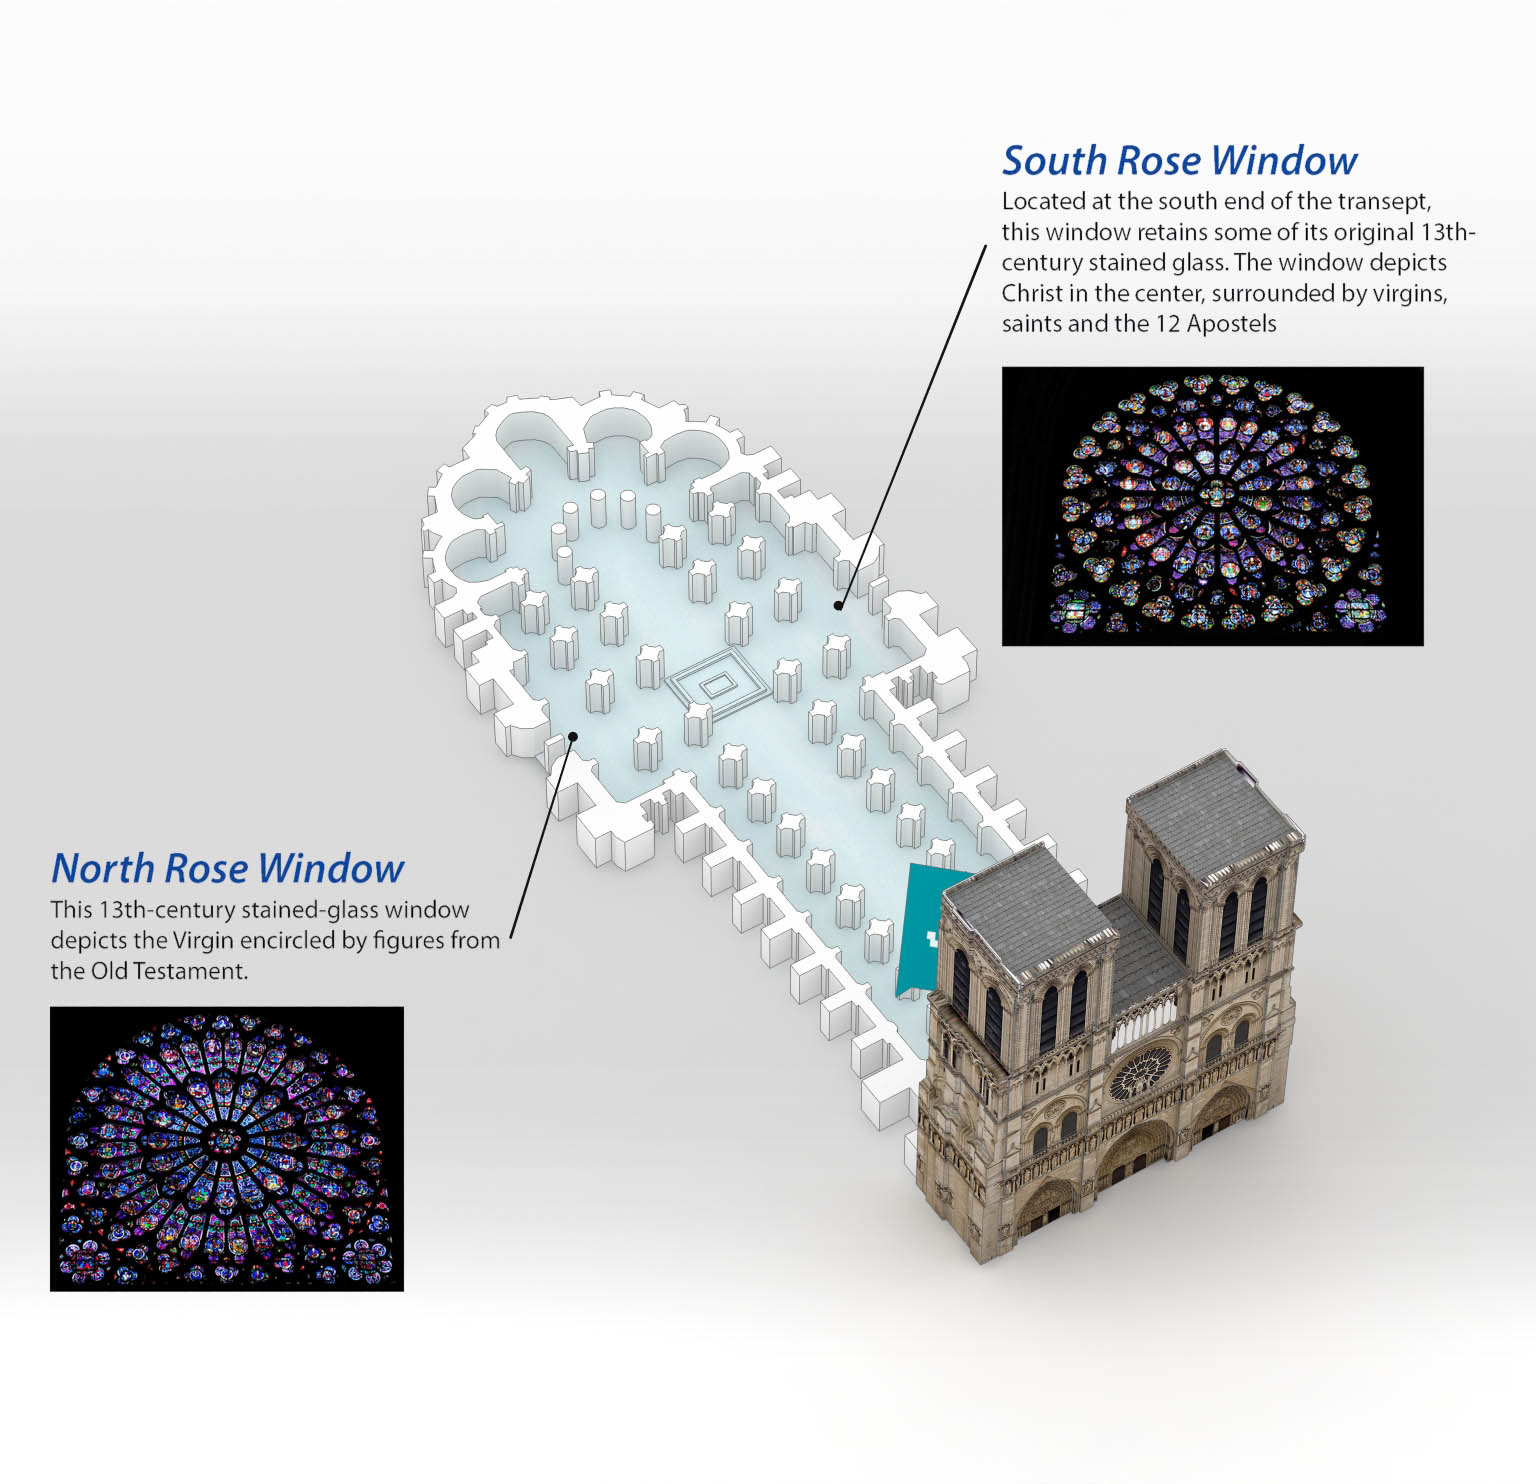 South Rose Window
Located at the south end of the transept,
this window retains some of its original 13th-
century stained glass. The window depicts
Christ in the center, surrounded by virgins,
saints and the 12 Apostels
North Rose Window
This 13th-century stained-glass window
depicts the Virgin encircled by figures from
the Old Testament.